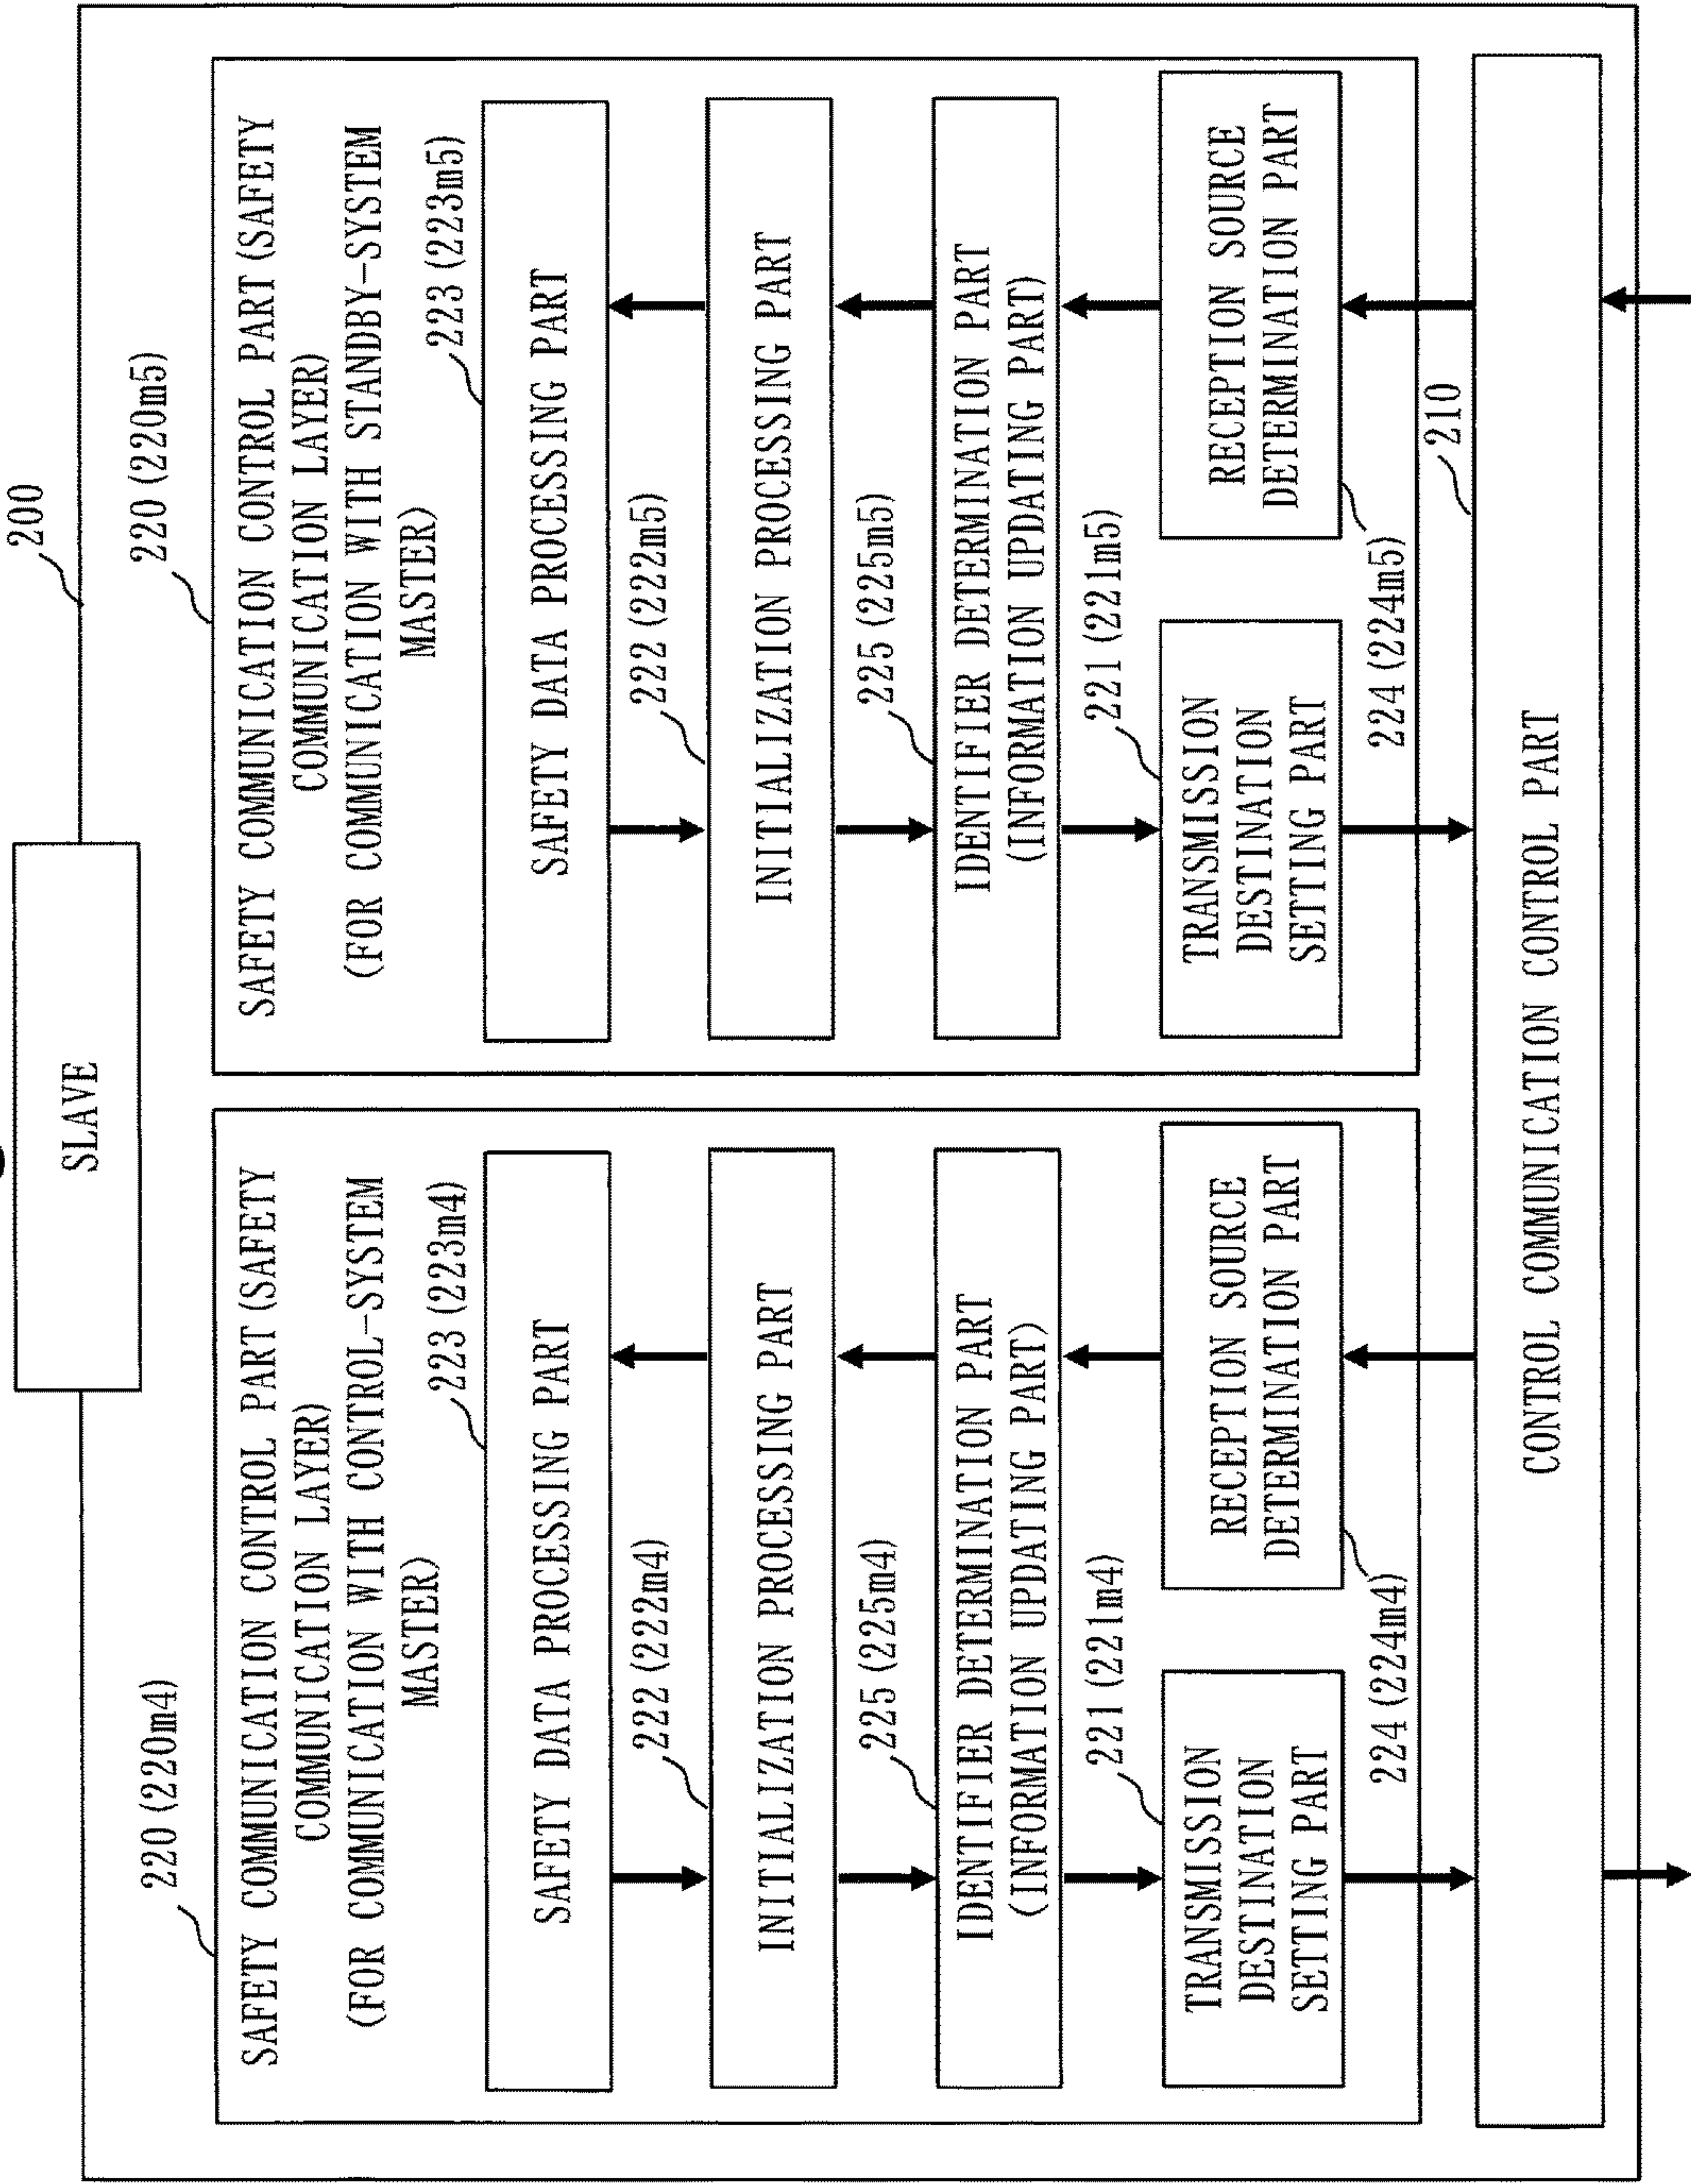 SLAVE
200
220 (220m4)
SAFETY COMMUNICATION CONTROL PART (SAFETY
COMMUNICATION LAYER)
(FOR COMMUNICATION WITH CONTROL-SYSTEM
MASTER)
223 (223m4)
SAFETY DATA PROCESSING PART
222 (222m4)
INITIALIZATION PROCESSING PART
225 (225m4)
IDENTIFIER DETERMINATION PART
(INFORMATION UPDATING PART)
221 (221m4)
TRANSMISSION
DESTINATION
SETTING PART
RECEPTION SOURCE
DETERMINATION PART
224 (224m4)
220 (220m5)
SAFETY COMMUNICATION CONTROL PART (SAFETY
COMMUNICATION LAYER)
(FOR COMMUNICATION WITH STANDBY-SYSTEM
MASTER)
223 (223m5)
SAFETY DATA PROCESSING PART
222 (222m5)
INITIALIZATION PROCESSING PART
225 (225m5)
IDENTIFIER DETERMINATION PART
(INFORMATION UPDATING PART)
221 (221m5)
TRANSMISSION
DESTINATION
SETTING PART
RECEPTION SOURCE
DETERMINATION PART
224 (224m5)
210
CONTROL COMMUNICATION CONTROL PART